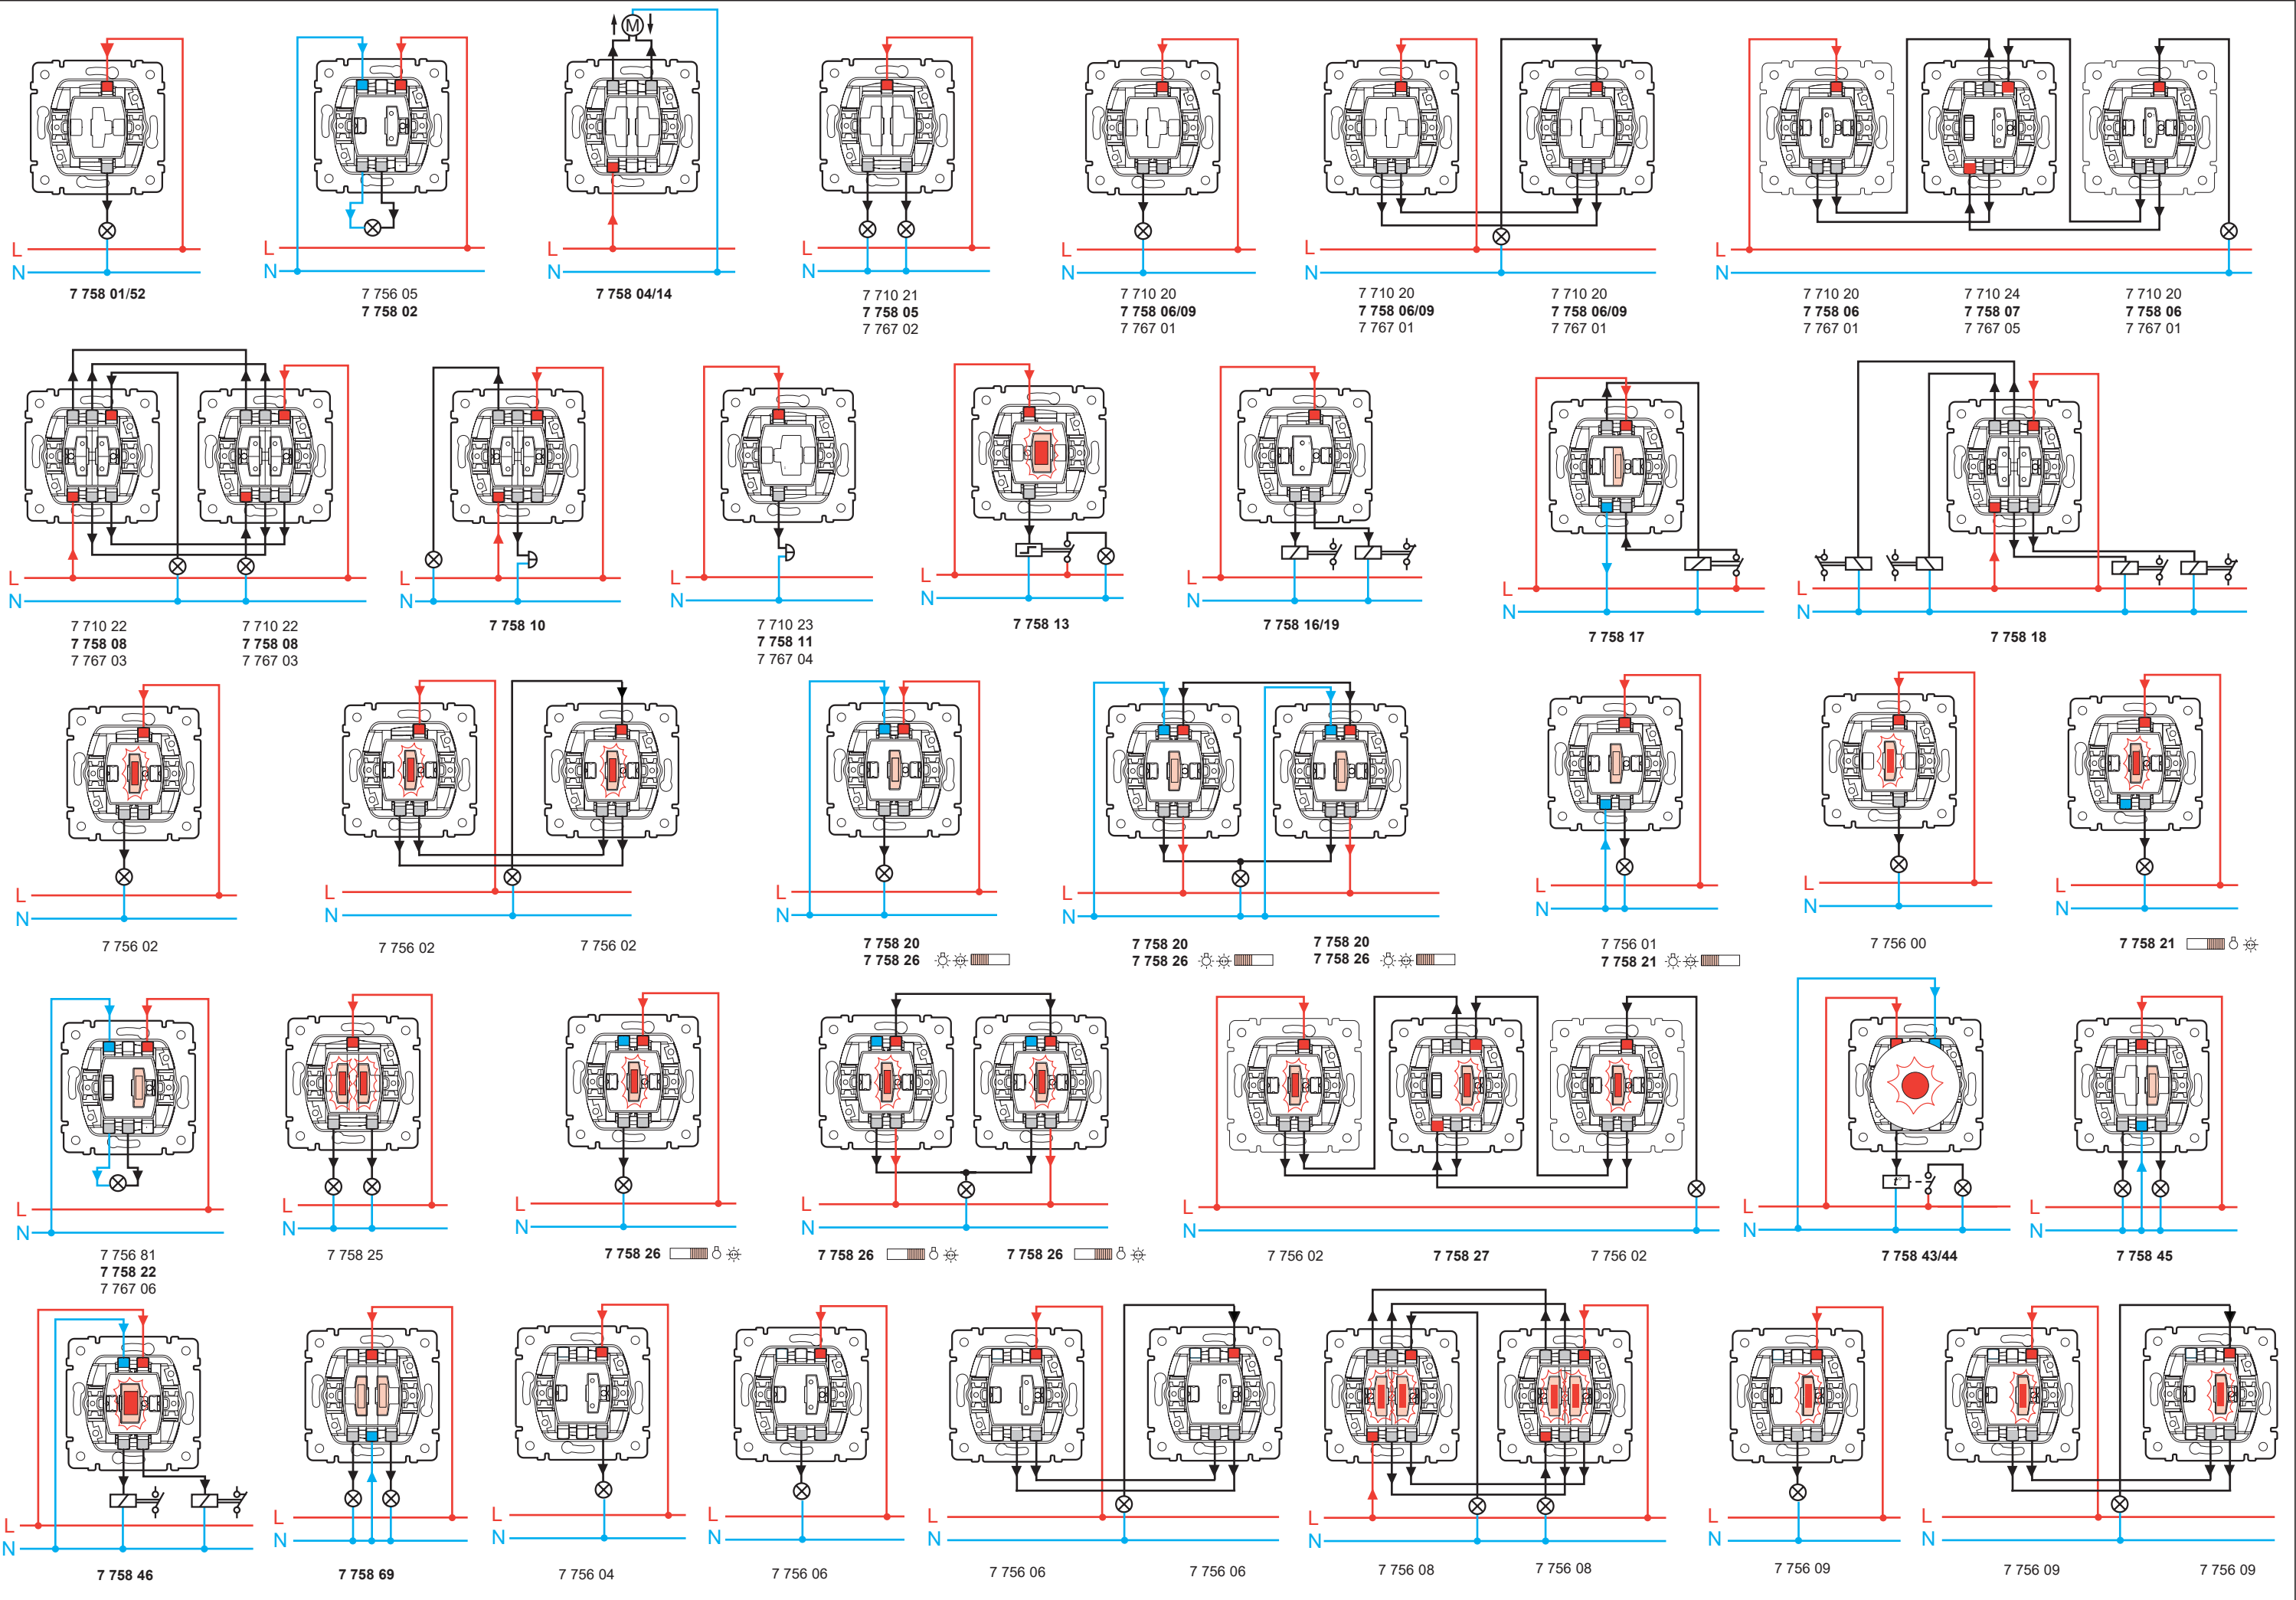 M
L
N
7 758 01/52
L
N
7 756 05
7 758 02
L
N
7 758 04/14
L
N
7 710 21
7 758 05
7 767 02
L
N
7 710 20
7 758 06/09
7 767 01
L
N
7 710 20
7 758 06/09
7 767 01
7 710 20
7 758 06/09
7 767 01
L
N
7 710 20
7 758 06
7 767 01
7 710 24
7 758 07
7 767 05
7 710 20
7 758 06
7 767 01
L
N
7 710 22
7 758 08
7 767 03
7 710 22
7 758 08
7 767 03
L
N
7 758 10
L
N
7 710 23
7 758 11
7 767 04
L
N
7 758 13
L
N
7 758 16/19
L
N
7 758 17
L
N
7 758 18
L
N
7 756 02
L
N
7 756 02
7 756 02
L
N
7 758 20
7 758 26
L
N
7 758 20
7 758 26
7 758 20
7 758 26
L
N
7 756 01
7 758 21
L
N
7 756 00
L
N
7 758 21
L
N
7 756 81
7 758 22
7 767 06
L
N
7 758 25
L
N
7 758 26
L
N
7 758 26
7 758 26
L
N
7 756 02
7 758 27
7 756 02
t°
L
N
7 758 43/44
L
N
7 758 45
L
N
7 758 46
L
N
7 758 69
L
N
7 756 04
L
N
7 756 06
L
N
7 756 06
7 756 06
L
N
7 756 08
7 756 08
L
N
7 756 09
L
N
7 756 09
7 756 09